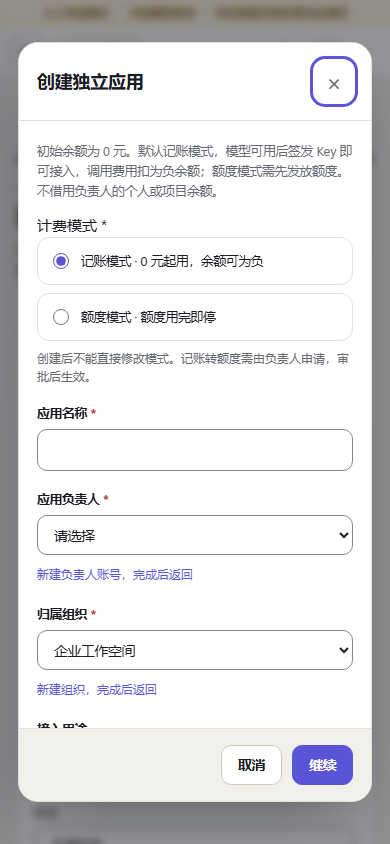 创建独立应用
×
初始余额为 0 元。默认记账模式，模型可用后签发 Key 即
可接入，调用费用扣为负余额；额度模式需先发放额度。
不借用负责人的个人或项目余额。
计费模式 *
记账模式 · 0 元起用，余额可为负
额度模式 · 额度用完即停
创建后不能直接修改模式。记账转额度需由负责人申请，审
批后生效。
应用名称 *
应用负责人 *
请选择
新建负责人账号，完成后返回
归属组织 *
企业工作空间
新建组织，完成后返回
接入用途
取消
继续